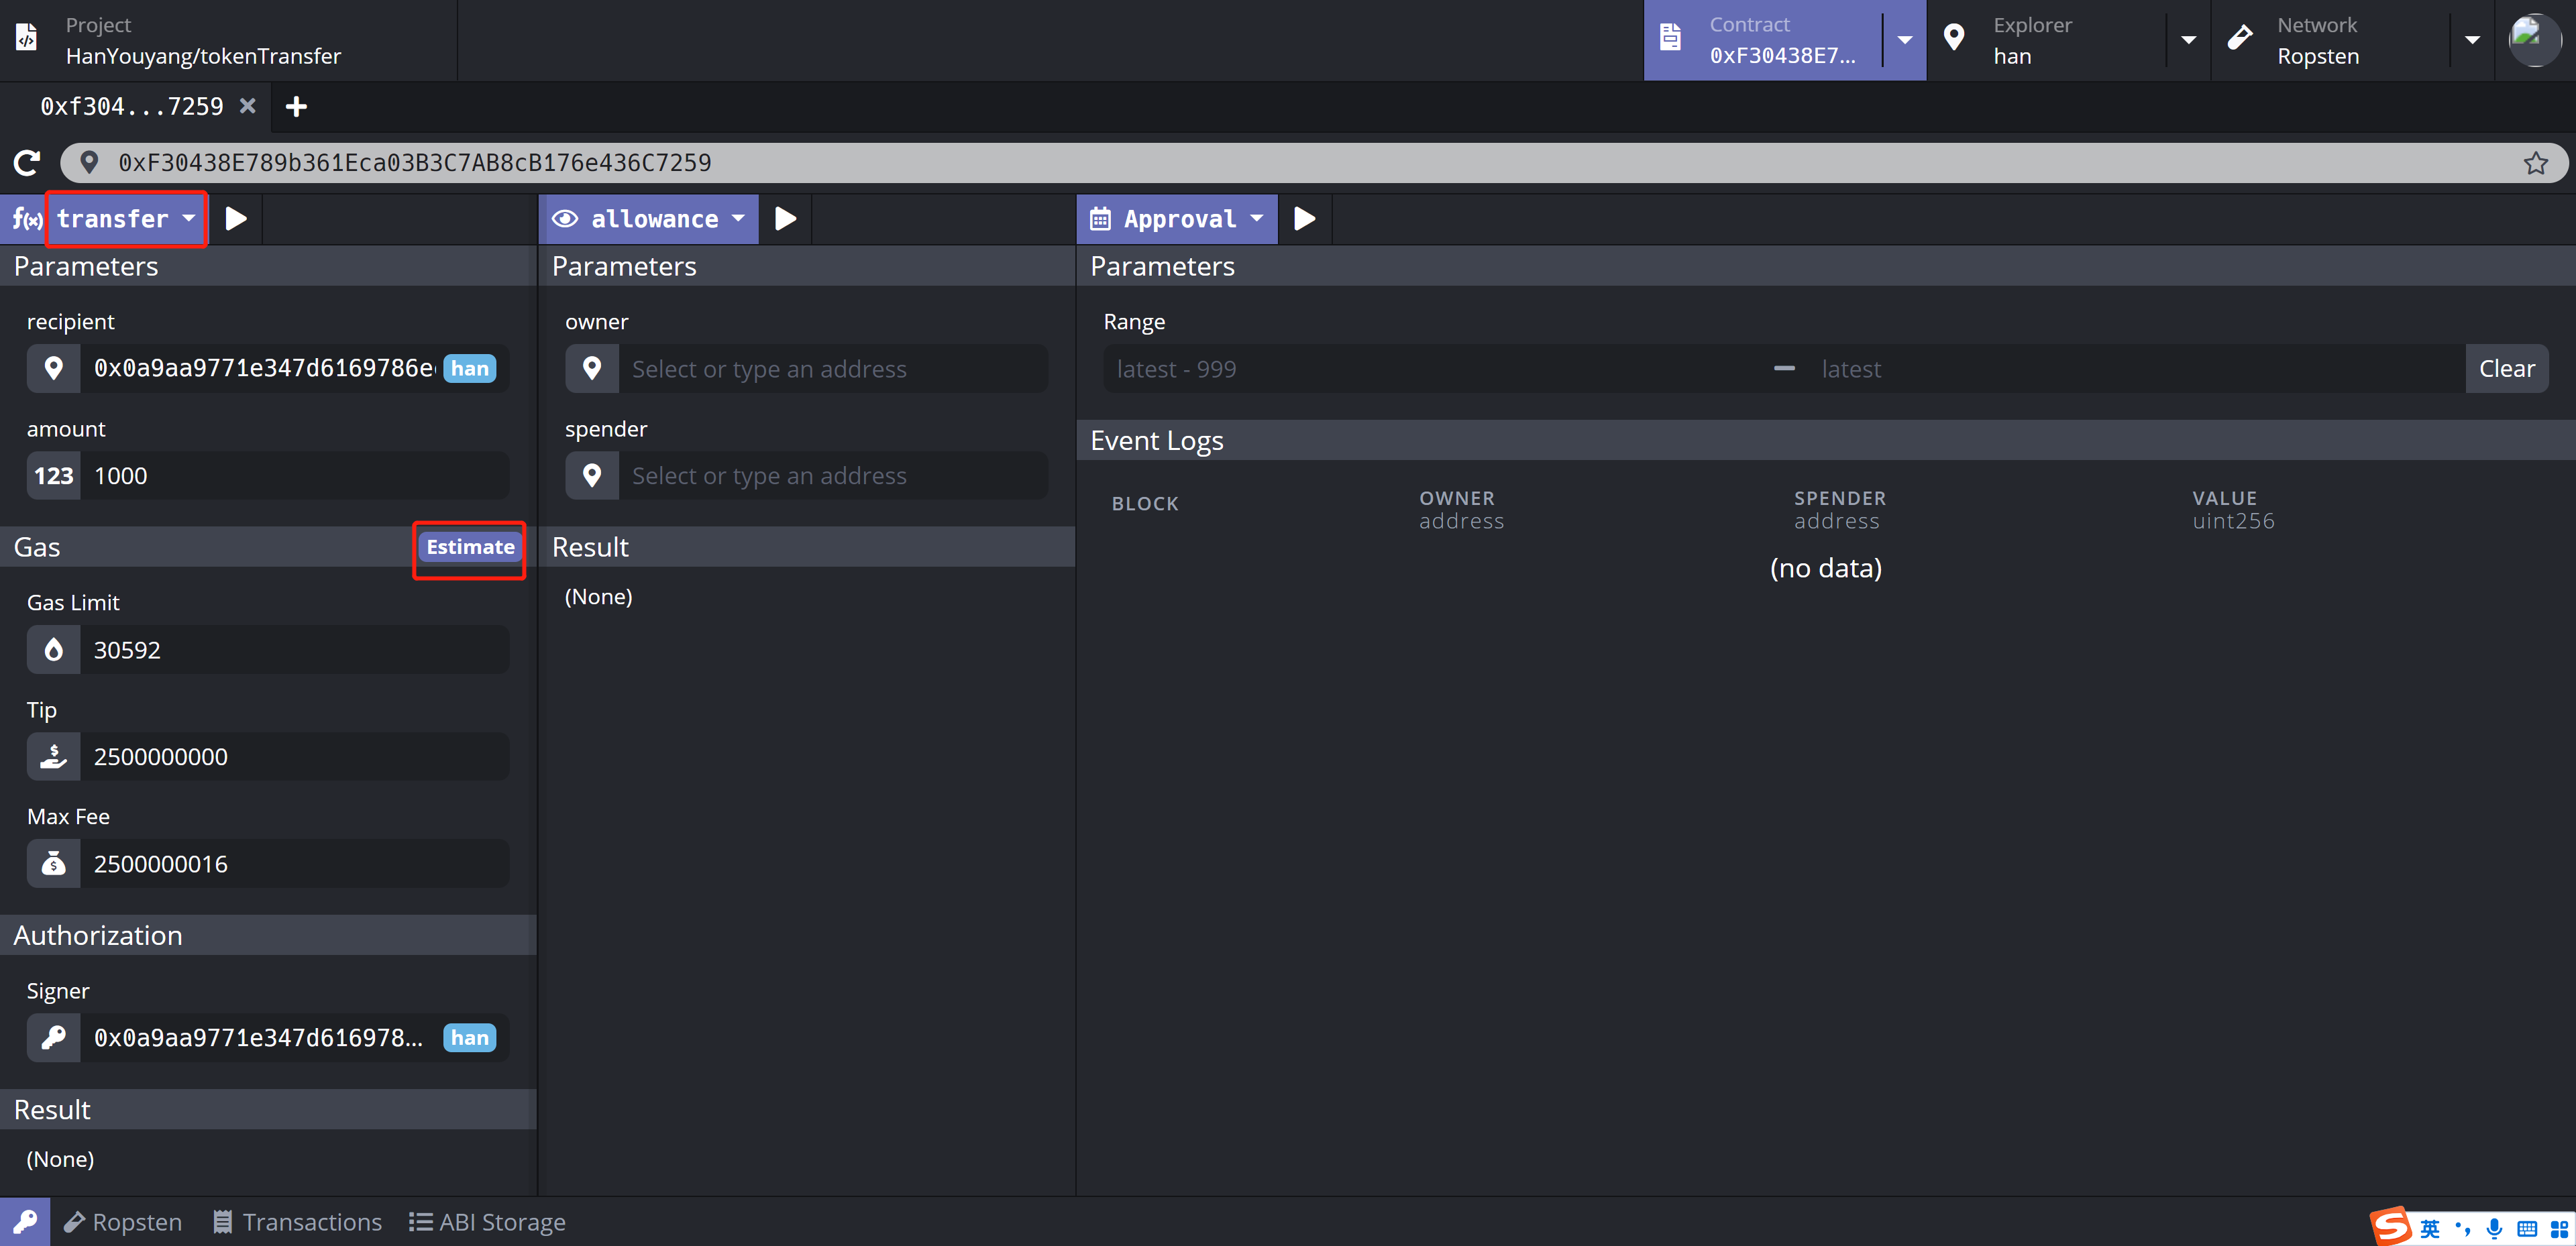 Project
HanYouyang/tokenTransfer
Contract
0xF30438E7...
Explorer
han
Network
Ropsten
0xf304...7259
0xF30438E789b361Eca03B3C7AB8cB176e436C7259
f(x) transfer
allowance
Approval
Parameters
recipient
0x0a9aa9771e347d6169786e han
amount
123 1000
Gas Estimate
Gas Limit
30592
Tip
2500000000
Max Fee
2500000016
Authorization
Signer
0x0a9aa9771e347d616978... han
Result
(None)
Parameters
owner
Select or type an address
spender
Select or type an address
Result
(None)
Parameters
Range
latest - 999 — latest Clear
Event Logs
BLOCK OWNER SPENDER VALUE
address address uint256
(no data)
Ropsten Transactions ABI Storage
S 英